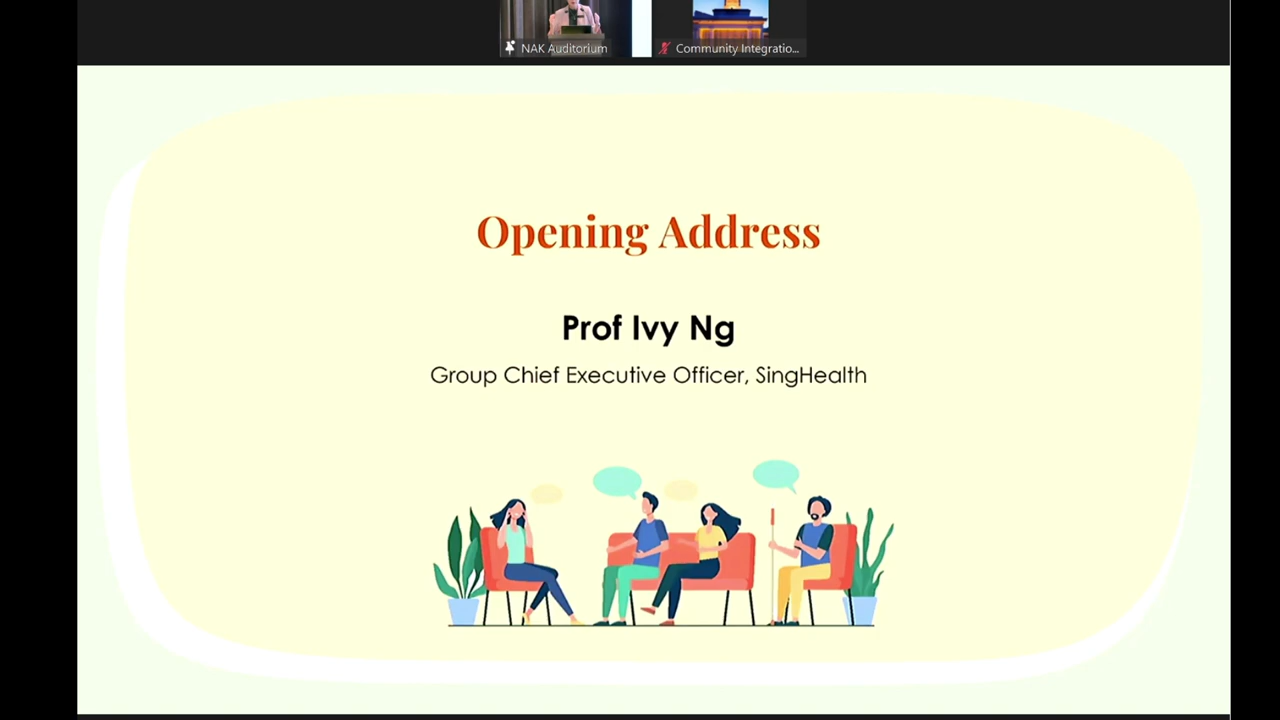 NAK Auditorium
Community Integratio...
Opening Address
Prof Ivy Ng
Group Chief Executive Officer, SingHealth